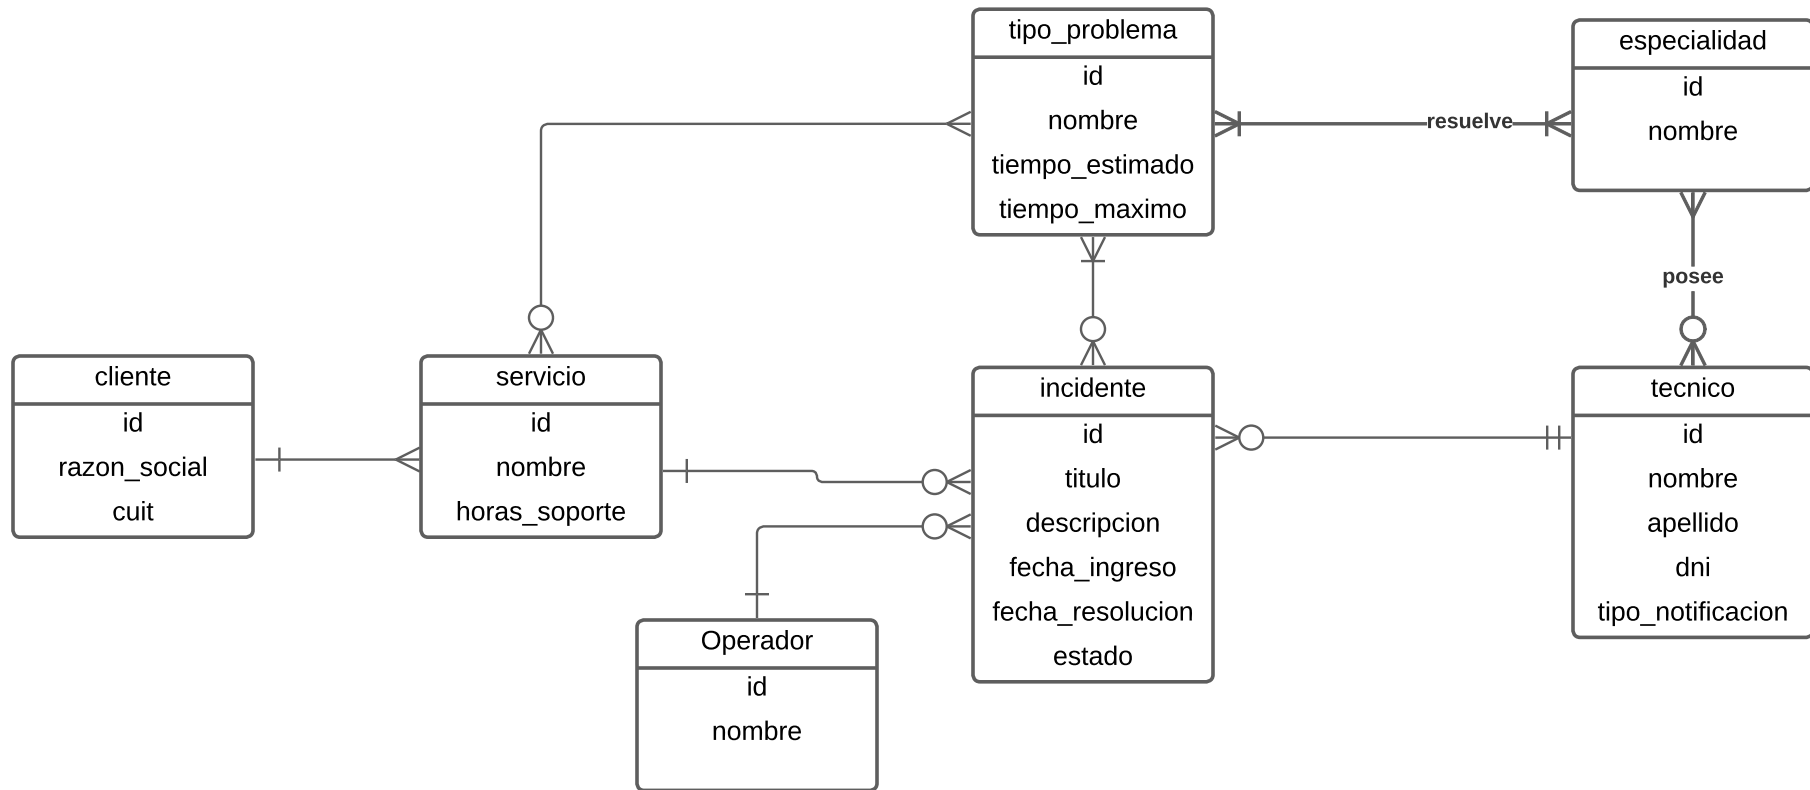 tipo_problema
id
nombre
tiempo_estimado
tiempo_maximo
especialidad
id
nombre
resuelve
posee
cliente
id
razon_social
cuit
servicio
id
nombre
horas_soporte
incidente
id
titulo
descripcion
fecha_ingreso
fecha_resolucion
estado
tecnico
id
nombre
apellido
dni
tipo_notificacion
Operador
id
nombre